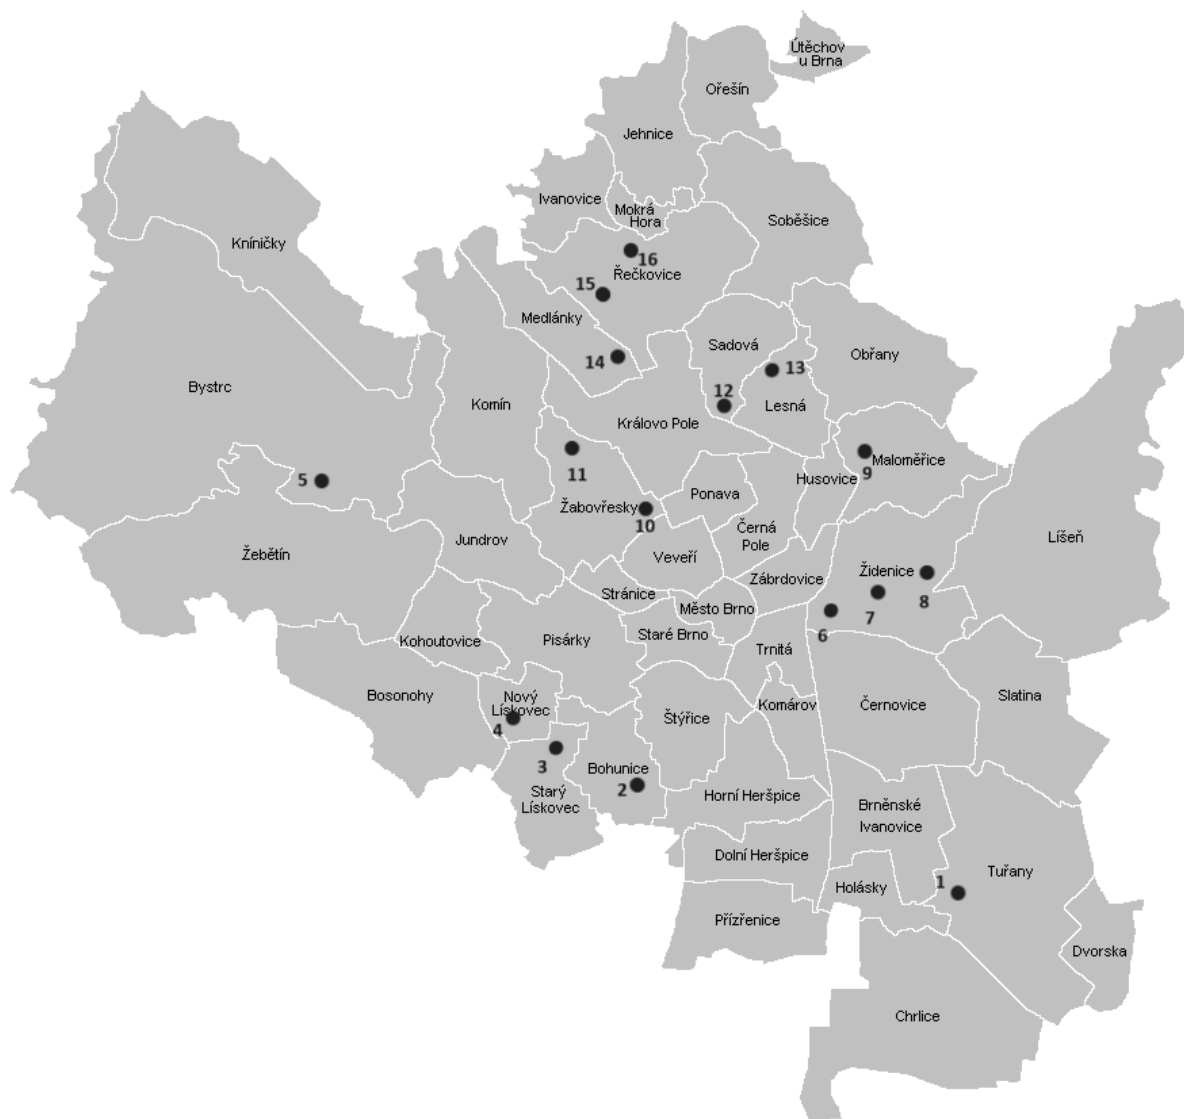 Útěchov
u Brna
Ořešín
Jehnice
Ivanovice
Mokrá
Hora
Soběšice
Kníničky
16
Řečkovice
15
Medlánky
Sadová
Obřany
14
13
Bystrc
Komín
12
Lesná
Královo Pole
11
Maloměřice
9
Husovice
5
Ponava
Žabovřesky
10
Černá
Pole
Jundrov
Líšeň
Žebětín
Veveří
Zábrdovice
Židenice
8
7
6
Stránice
Město Brno
Kohoutovice
Pisárky
Staré Brno
Trnitá
Bosonohy
Nový
Lískovec
4
Štýřice
Komárov
Černovice
Slatina
3
Bohunice
2
Starý
Lískovec
Horní Heršpice
Brněnské
Ivanovice
Dolní Heršpice
Tuřany
1
Holásky
Přízřenice
Dvorska
Chrlice